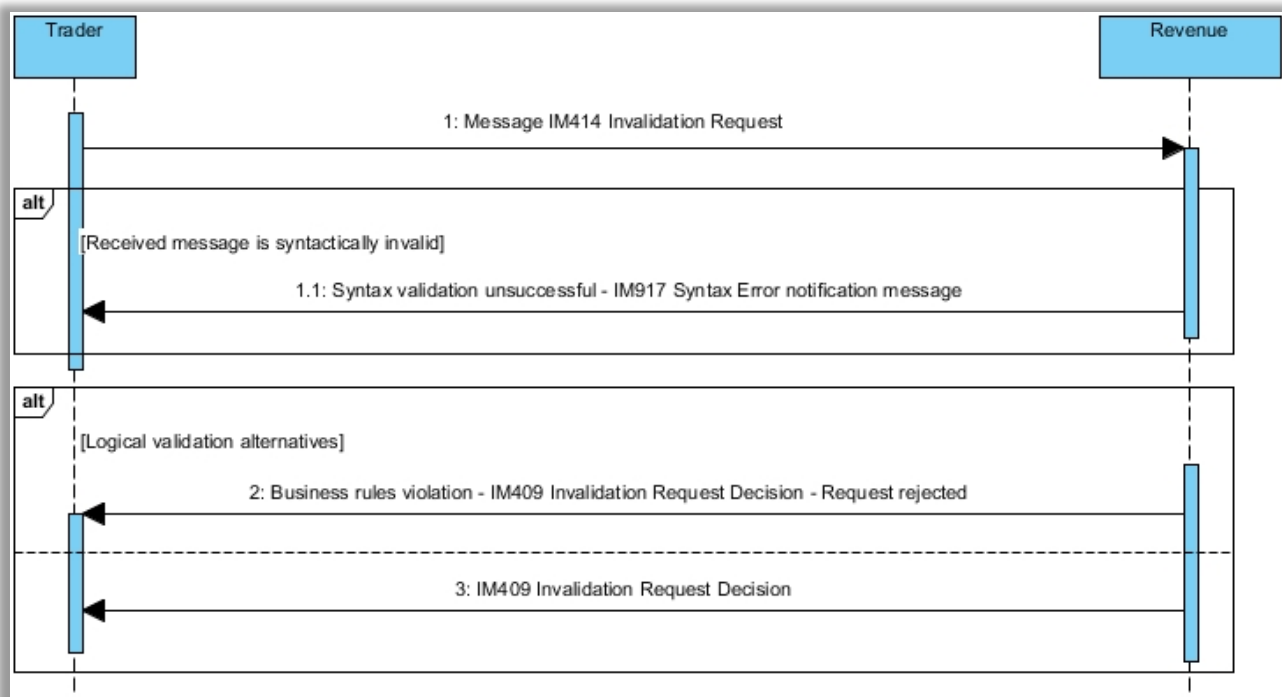 Trader
Revenue
1: Message IM414 Invalidation Request
alt
[Received message is syntactically invalid]
1.1: Syntax validation unsuccessful - IM917 Syntax Error notification message
alt
[Logical validation alternatives]
2: Business rules violation - IM409 Invalidation Request Decision - Request rejected
3: IM409 Invalidation Request Decision